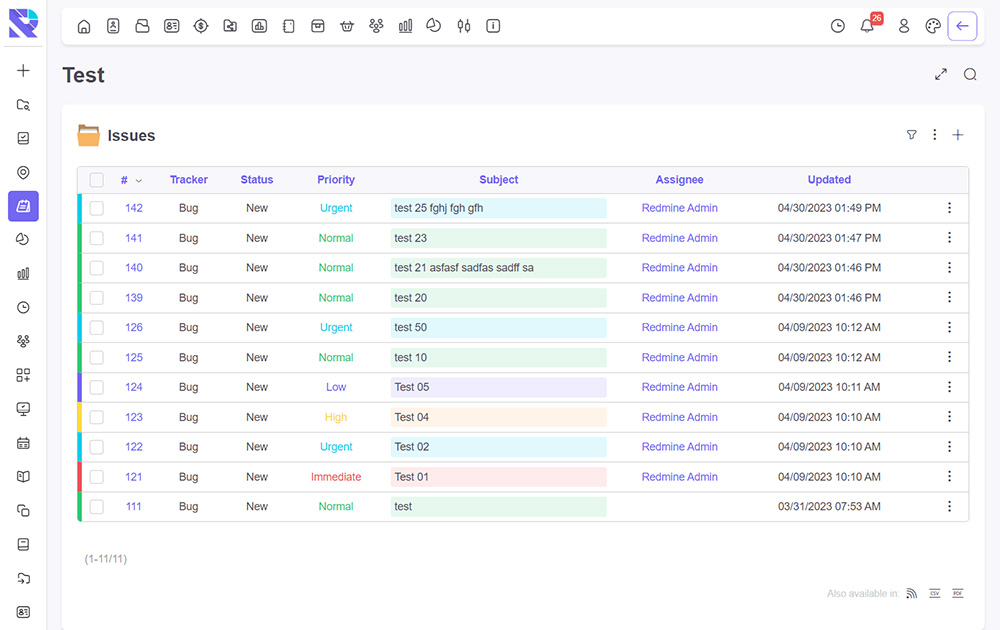 26
Test
Issues
# Tracker Status Priority Subject Assignee Updated
142 Bug New Urgent test 25 fghj fgh gfh Redmine Admin 04/30/2023 01:49 PM
141 Bug New Normal test 23 Redmine Admin 04/30/2023 01:47 PM
140 Bug New Normal test 21 asfasf sadfas sadff sa Redmine Admin 04/30/2023 01:46 PM
139 Bug New Normal test 20 Redmine Admin 04/30/2023 01:46 PM
126 Bug New Urgent test 50 Redmine Admin 04/09/2023 10:12 AM
125 Bug New Normal test 10 Redmine Admin 04/09/2023 10:12 AM
124 Bug New Low Test 05 Redmine Admin 04/09/2023 10:11 AM
123 Bug New High Test 04 Redmine Admin 04/09/2023 10:10 AM
122 Bug New Urgent Test 02 Redmine Admin 04/09/2023 10:10 AM
121 Bug New Immediate Test 01 Redmine Admin 04/09/2023 10:10 AM
111 Bug New Normal test 03/31/2023 07:53 AM
(1-11/11)
Also available in: CSV PDF